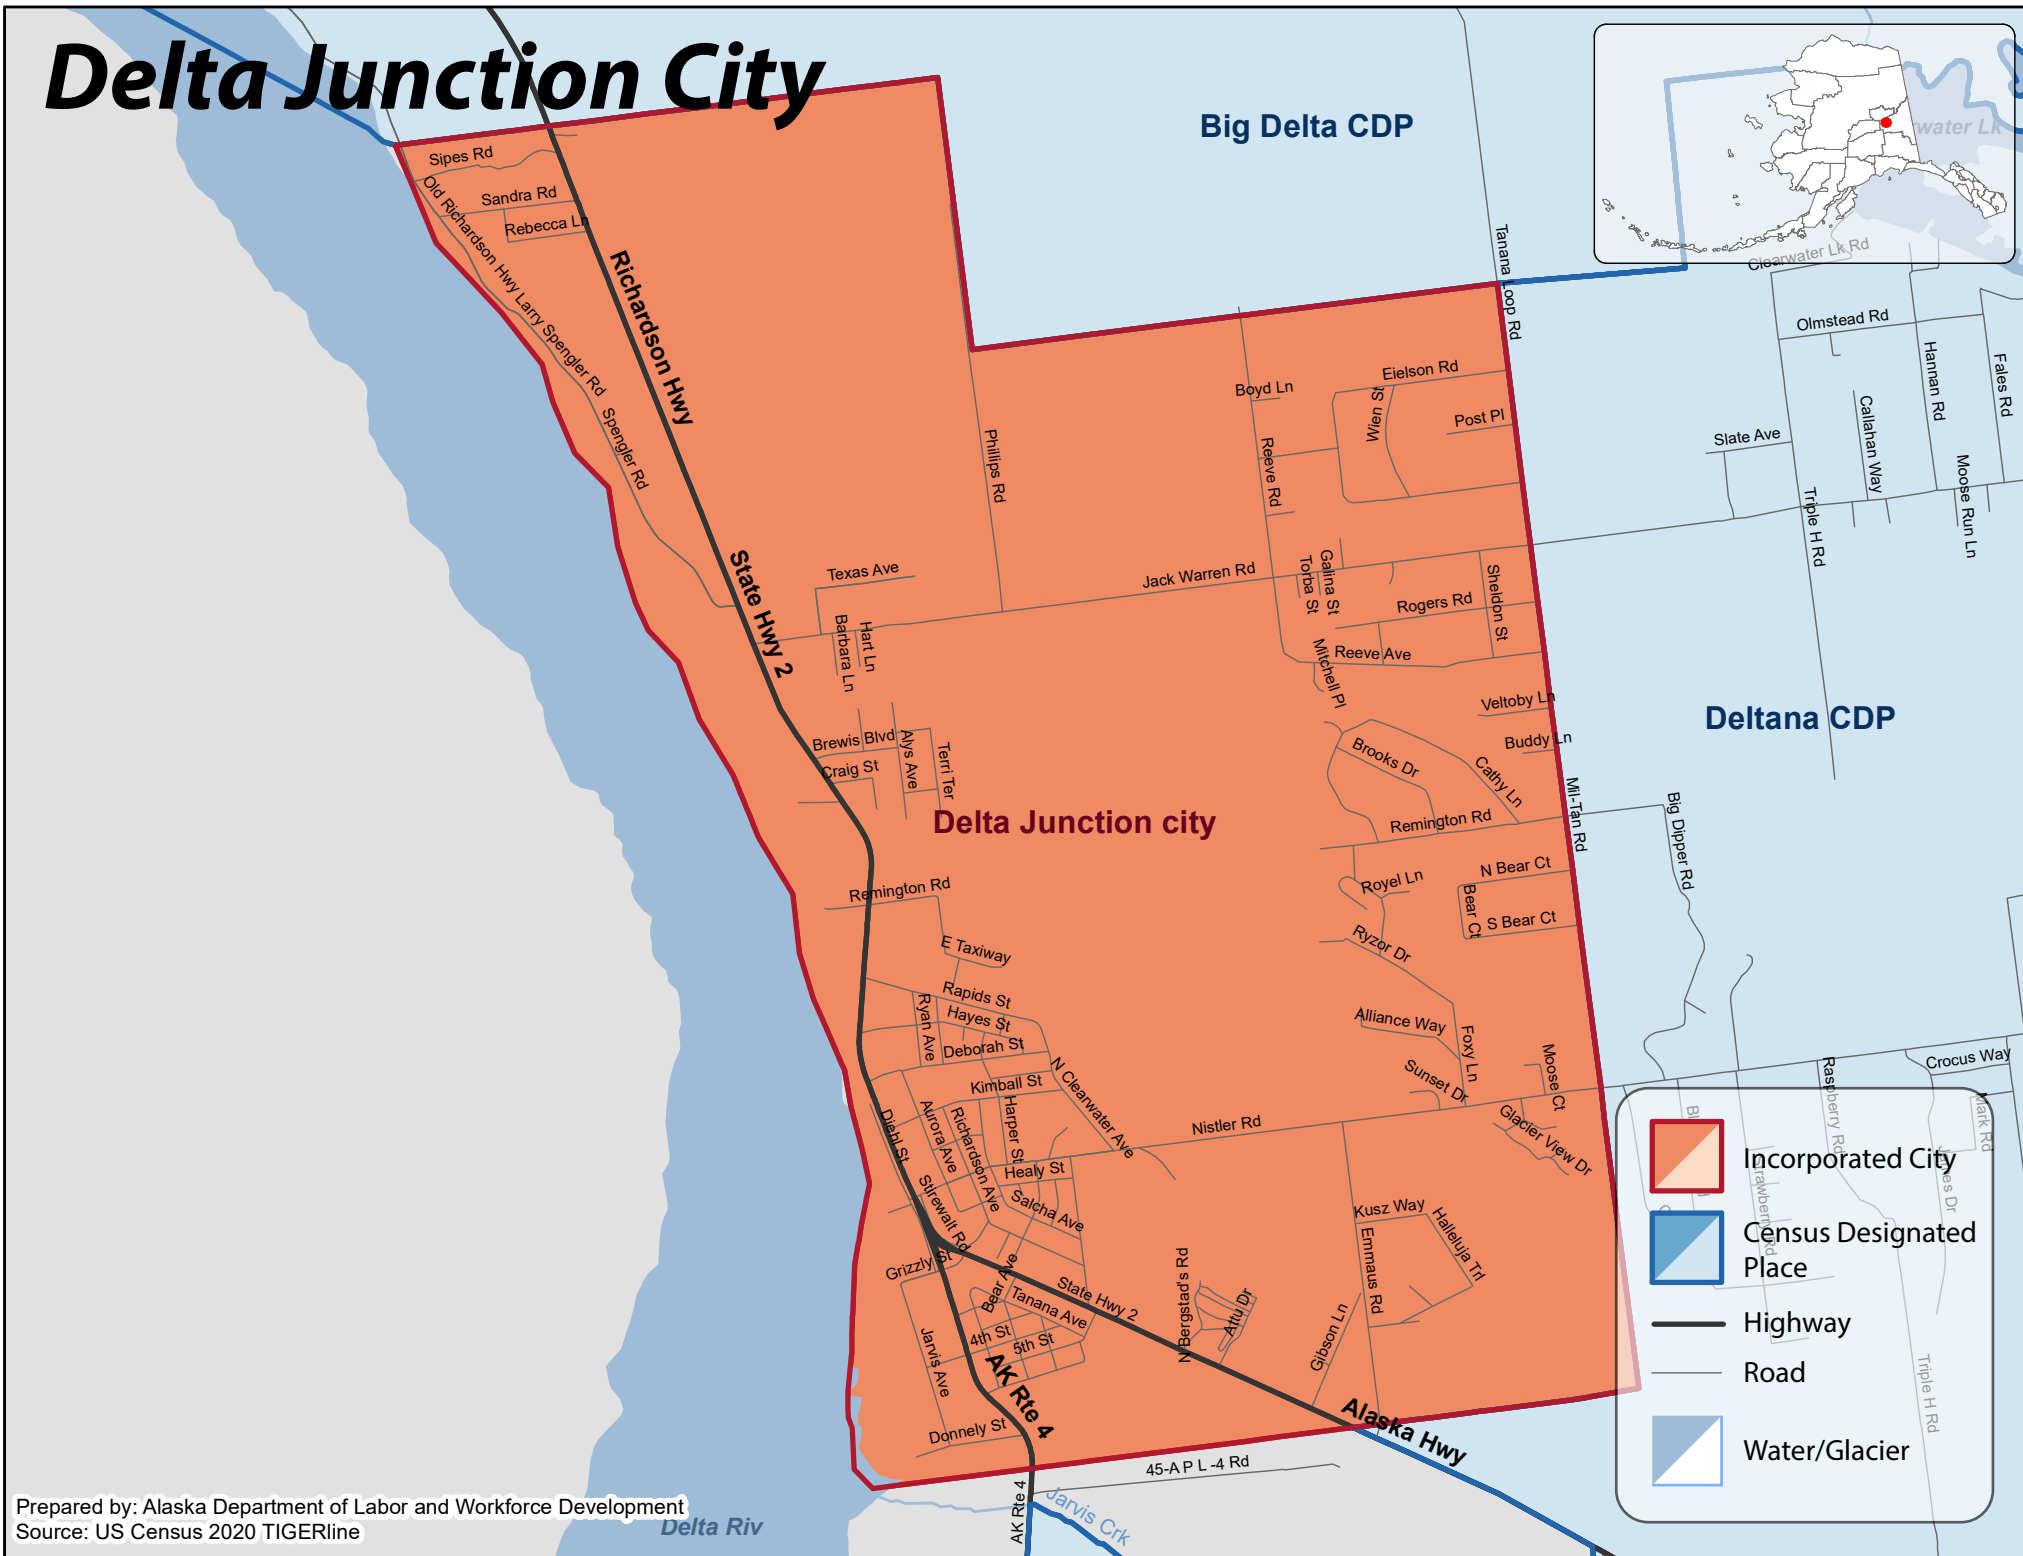 Delta Junction City
Big Delta CDP
Clearwater Lk Rd
Sipes Rd
Sandra Rd
Rebecca Ln
Old Richardson Hwy
Larry Spengler Rd
Spengler Rd
Richardson Hwy
State Hwy 2
Tanana Loop Rd
Olmstead Rd
Hannan Rd
Fales Rd
Callahan Way
Slate Ave
Moose Run Ln
Triple H Rd
Phillips Rd
Boyd Ln
Reeve Rd
Eielson Rd
Wien St
Post Pl
Texas Ave
Jack Warren Rd
Torba St
Galina St
Rogers Rd
Sheldon St
Reeve Ave
Mitchell Pl
Barbara Ln
Hart Ln
Veltoby Ln
Buddy Ln
Deltana CDP
Brewis Blvd
Craig St
Alys Ave
Terri Ter
Brooks Dr
Cathy Ln
Remington Rd
Mil-Tan Rd
Big Dipper Rd
Delta Junction city
N Bear Ct
Bear Ct
S Bear Ct
Royel Ln
Ryzor Dr
Remington Rd
E Taxiway
Rapids St
Hayes St
Ryan Ave
Deborah St
Kimball St
N Clearwater Ave
Alliance Way
Foxy Ln
Sunset Dr
Moose Ct
Glacier View Dr
Nistler Rd
Diehl St
Aurora Ave
Richardson Ave
Harper St
Healy St
Salcha Ave
Stirewalt Rd
Grizzly St
Bear Ave
Tanana Ave
State Hwy 2
4th St
5th St
Jarvis Ave
AK Rte 4
Donnely St
N Bergstad's Rd
Attu Dr
Gibson Ln
Emmaus Rd
Kusz Way
Halleluja Trl
Alaska Hwy
45-A P L -4 Rd
AK Rte 4
Jarvis Crk
Delta Riv
Crocus Way
Raspberry Rd
Mark Rd
Strawberry Rd
Triple H Rd
Incorporated City
Census Designated
Place
Highway
Road
Water/Glacier
Prepared by: Alaska Department of Labor and Workforce Development
Source: US Census 2020 TIGERline